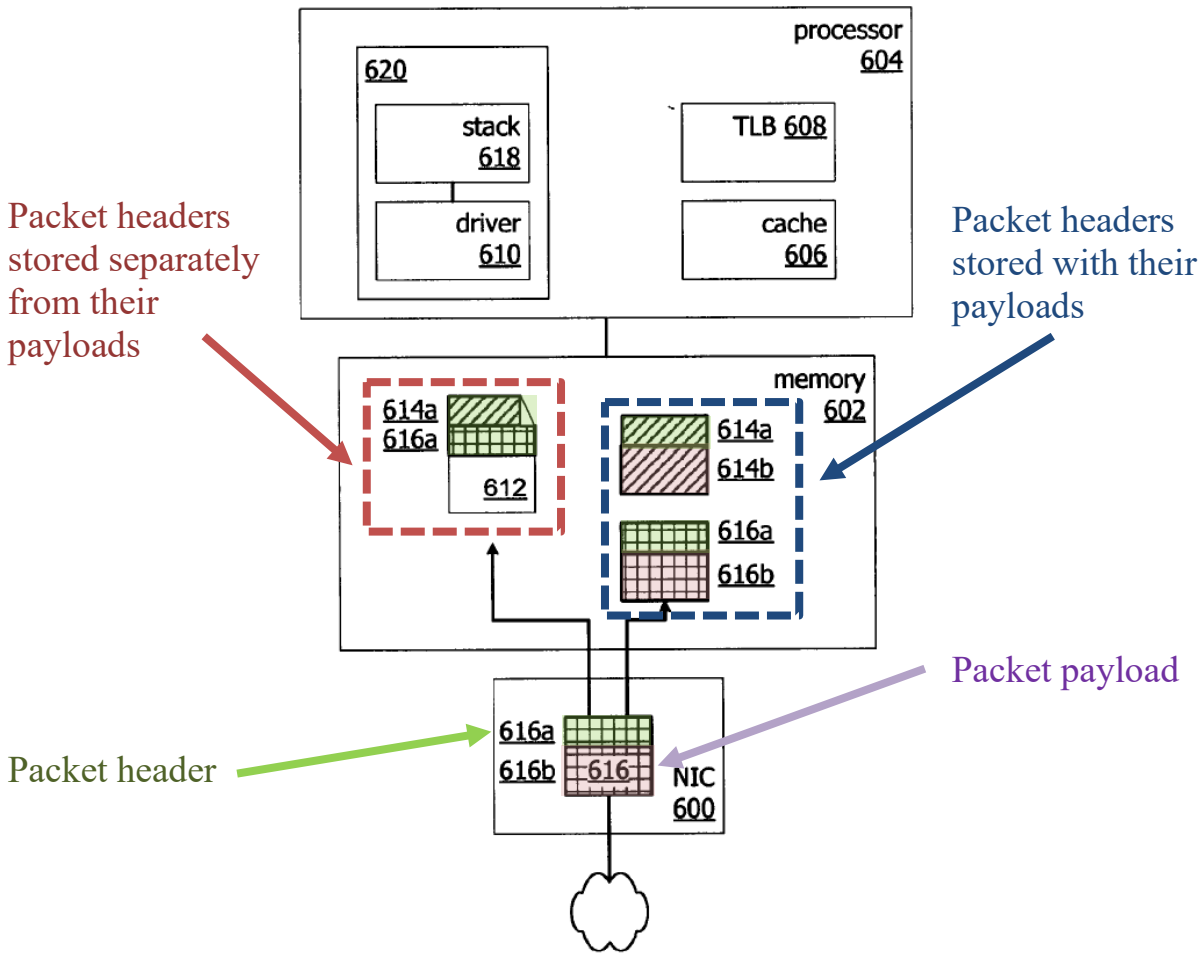 processor
604
620
stack
618
TLB 608
driver
610
cache
606
Packet headers
stored separately
from their
payloads
Packet headers
stored with their
payloads
memory
602
614a
616a
612
614a
614b
616a
616b
Packet payload
616a
616b
616
NIC
600
Packet header